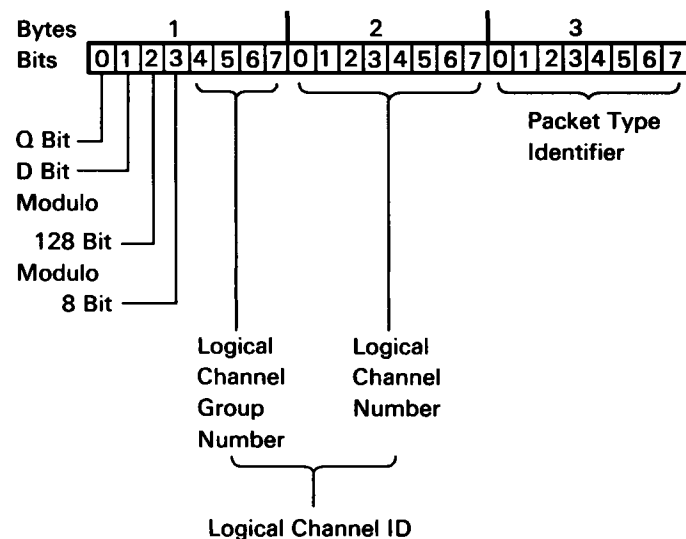 Bytes 1 2 3
Bits 0 1 2 3 4 5 6 7 0 1 2 3 4 5 6 7 0 1 2 3 4 5 6 7
Q Bit
D Bit
Modulo
128 Bit
Modulo
8 Bit
Packet Type
Identifier
Logical
Channel
Group
Number
Logical
Channel
Number
Logical Channel ID